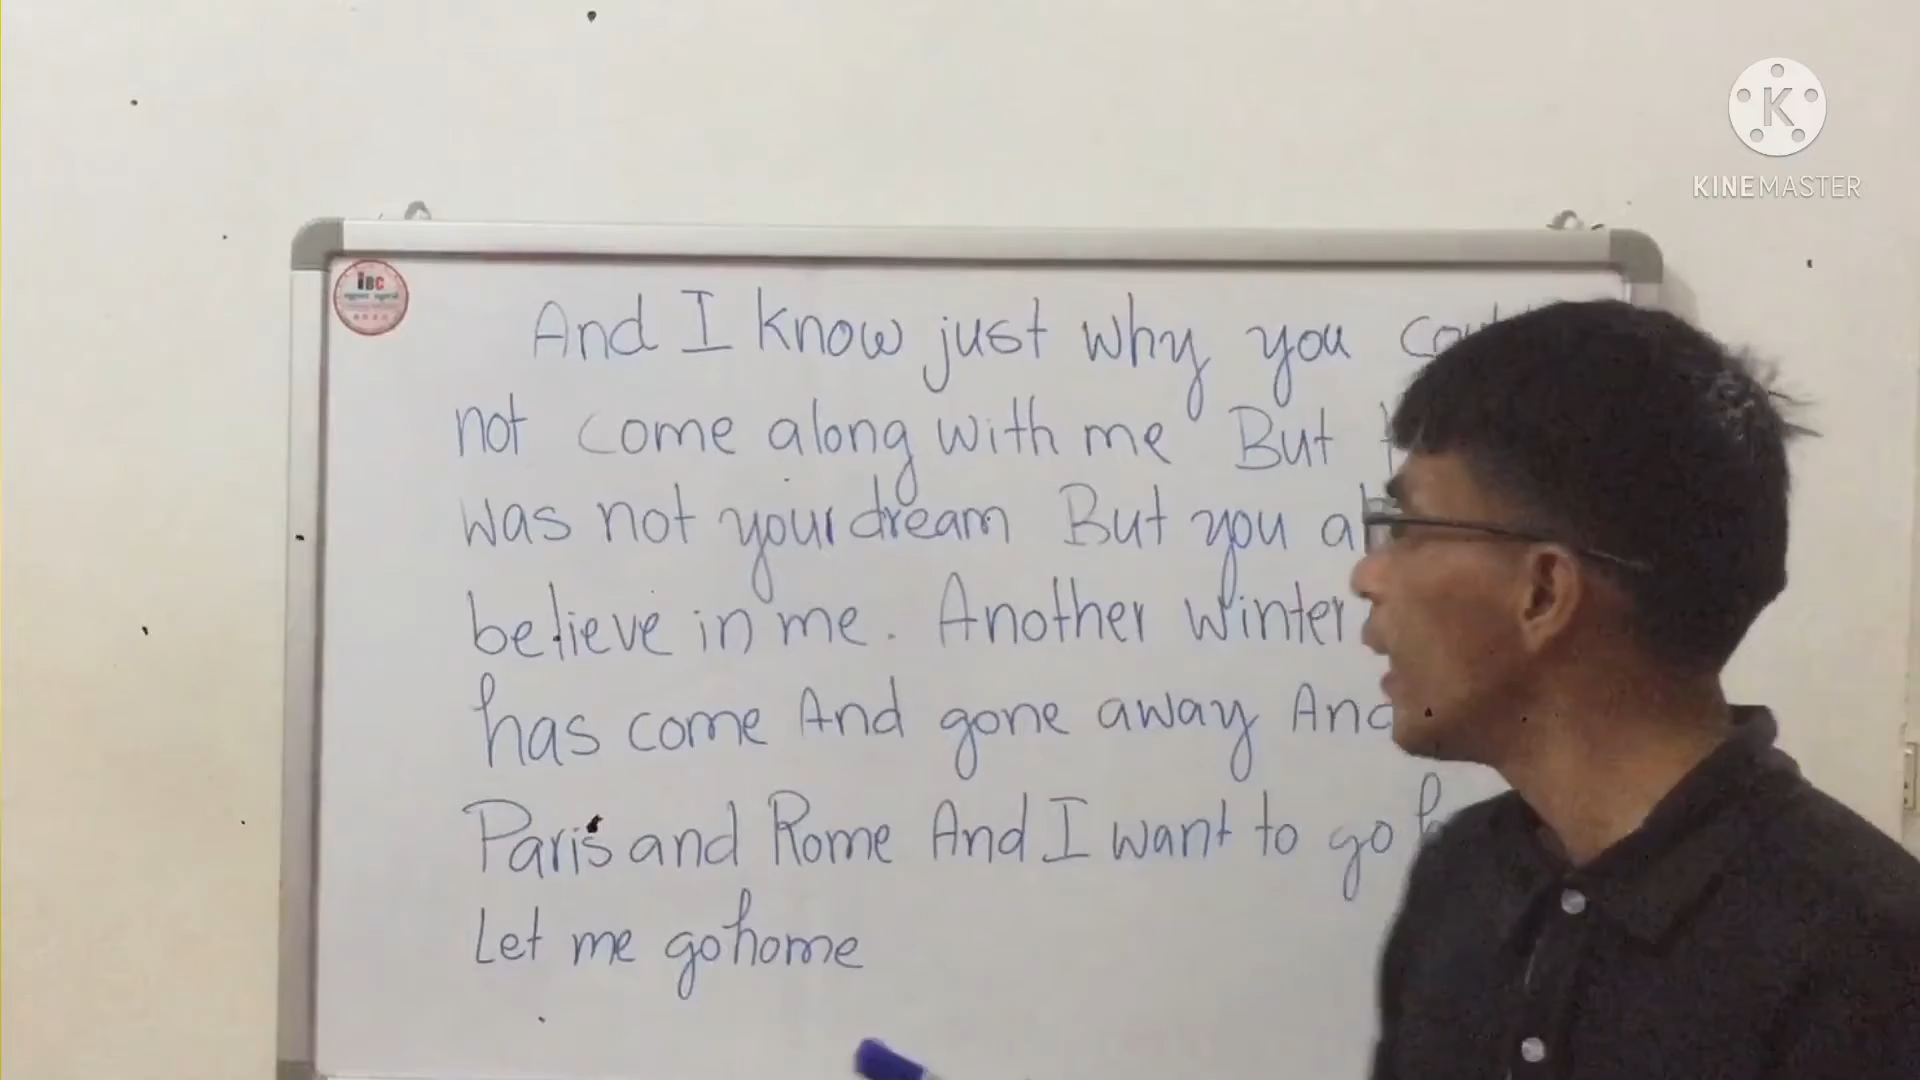 KINEMASTER
IBC
And I know just why you
not come along with me But
was not your dream But you
believe in me. Another winter
has come And gone away And
Paris and Rome And I want to go
Let me go home